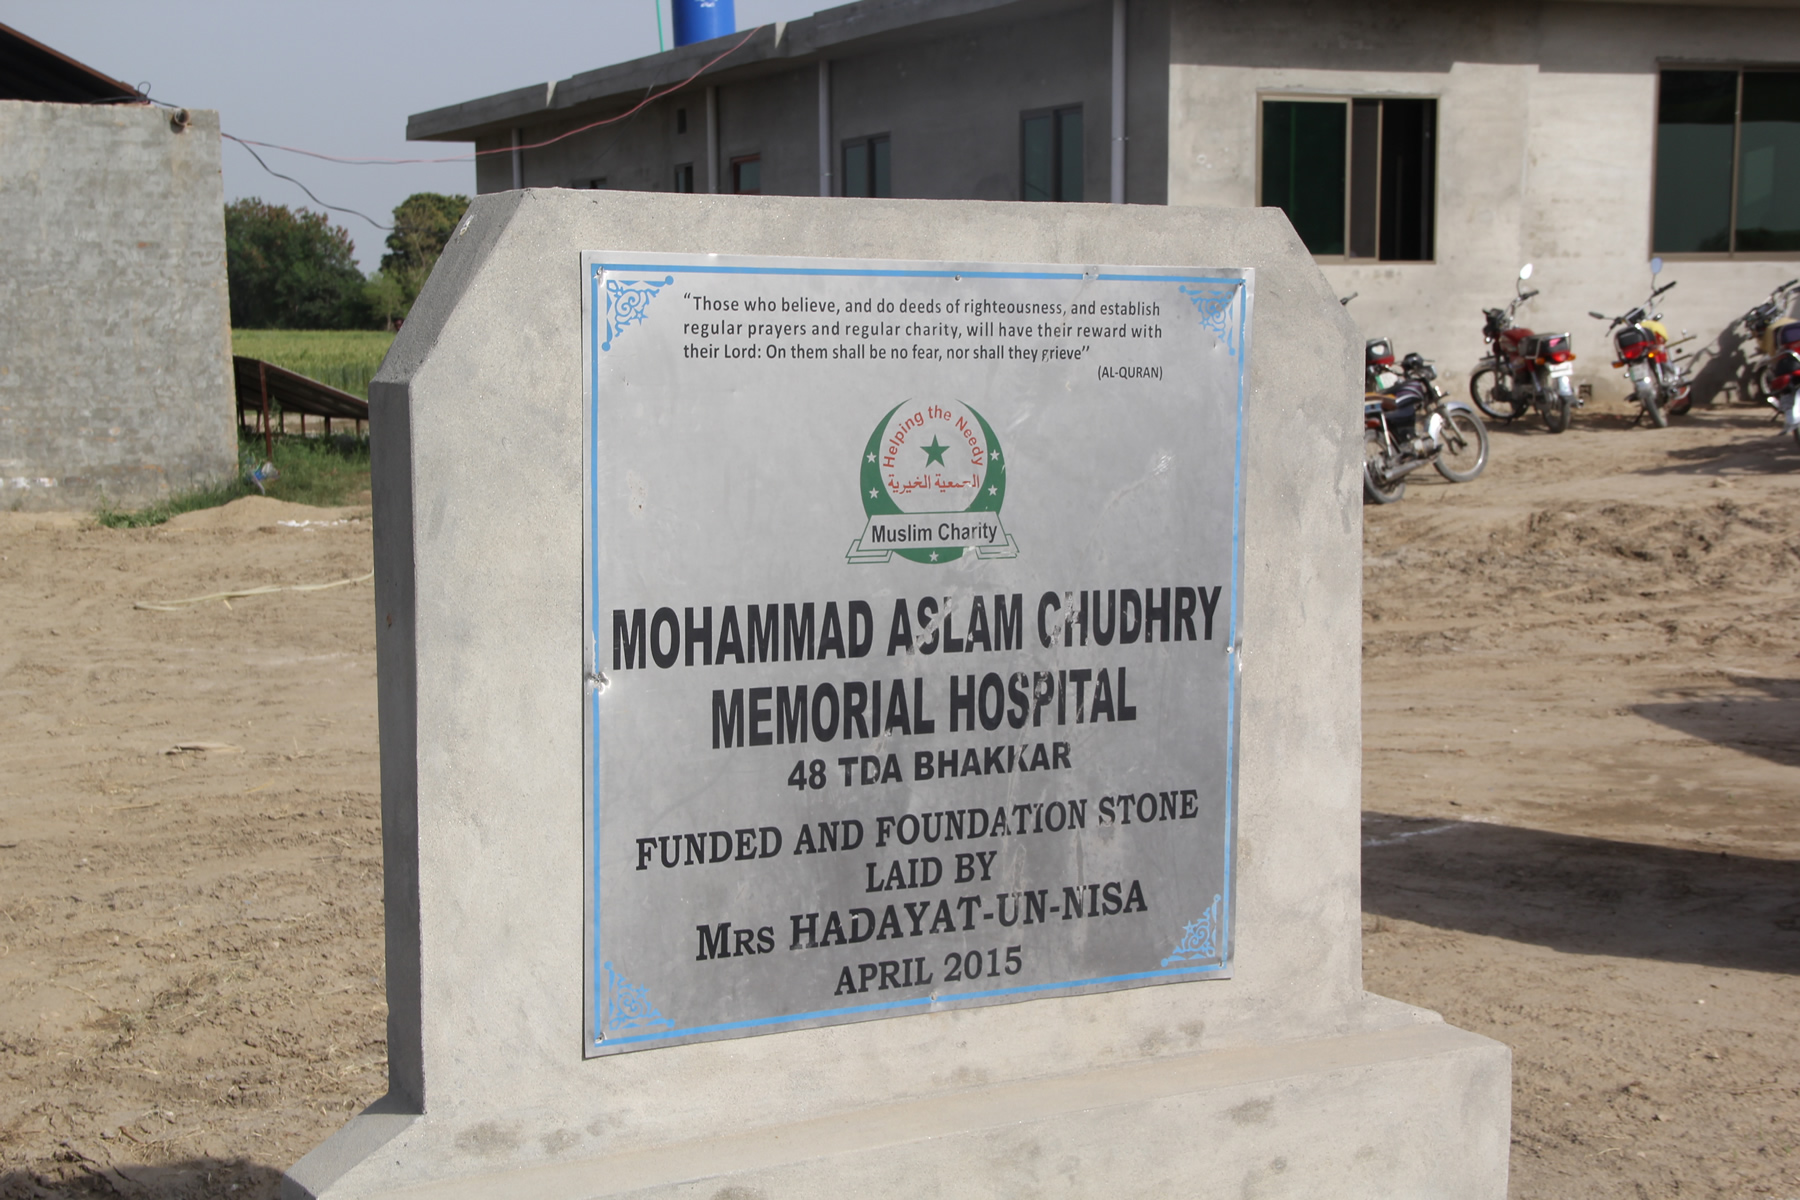 “Those who believe, and do deeds of righteousness, and establish
regular prayers and regular charity, will have their reward with
their Lord: On them shall be no fear, nor shall they grieve”
(AL-QURAN)
Helping the Needy
الجمعية الخيرية
Muslim Charity
MOHAMMAD ASLAM CHUDHRY
MEMORIAL HOSPITAL
48 TDA BHAKKAR
FUNDED AND FOUNDATION STONE
LAID BY
MRS HADAYAT-UN-NISA
APRIL 2015